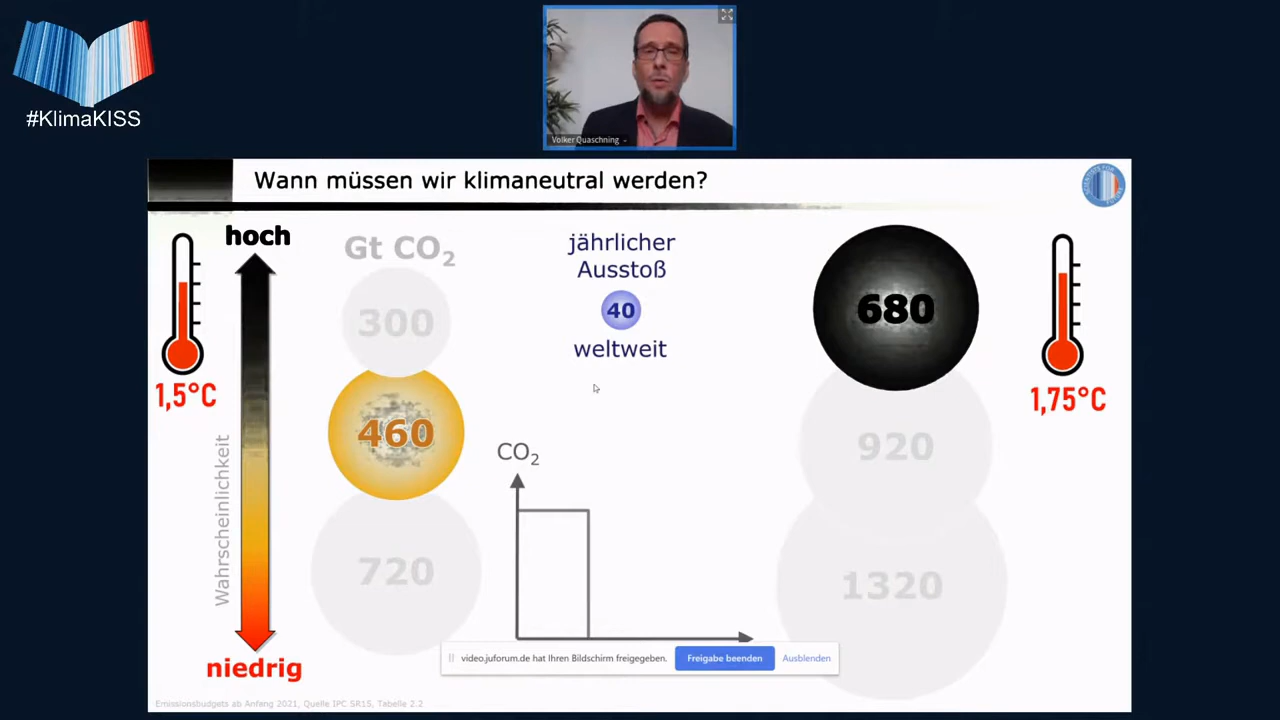 #KlimaKISS
Volker Quaschning
Wann müssen wir klimaneutral werden?
hoch
Gt CO₂
jährlicher
Ausstoß
40
weltweit
300
680
1,5°C
1,75°C
460
920
CO₂
Wahrscheinlichkeit
720
1320
niedrig
video.juforum.de hat Ihren Bildschirm freigegeben.
Freigabe beenden
Ausblenden
Emissionsbudgets ab Anfang 2021, Quelle IPC SR15, Tabelle 2.2